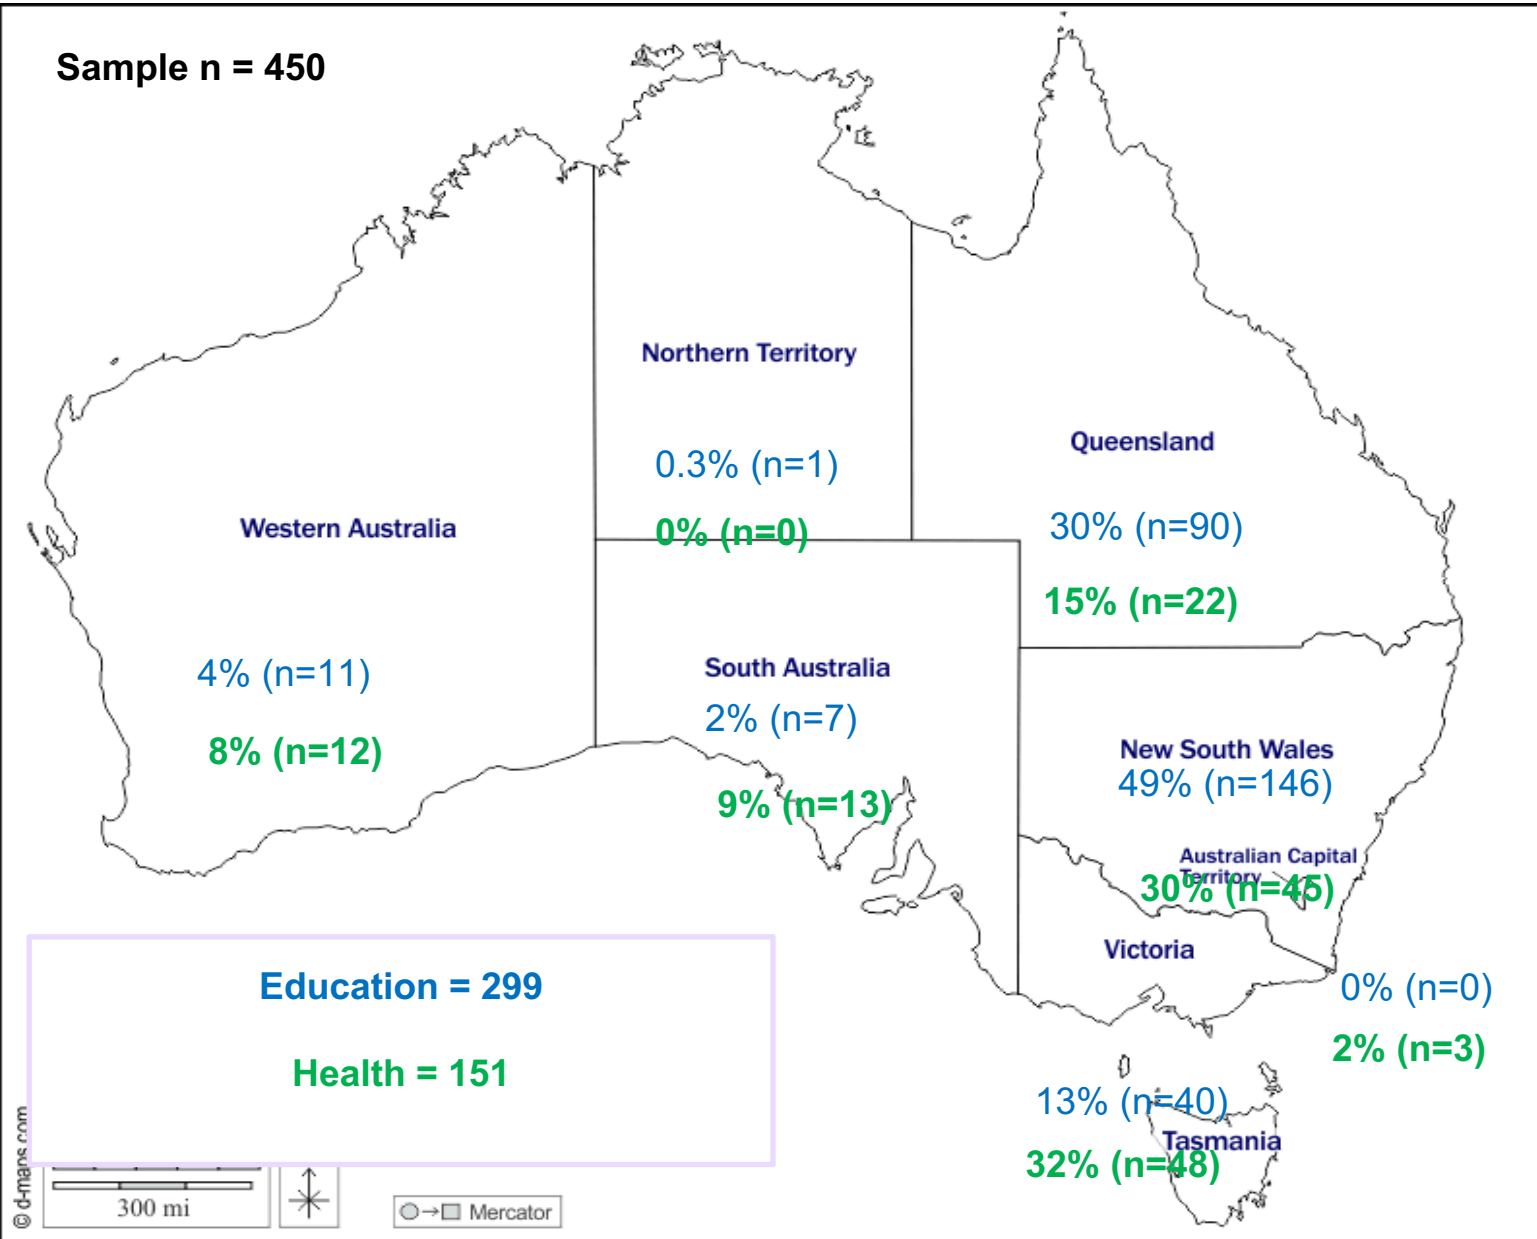 Sample n = 450
Northern Territory
0.3% (n=1)
0% (n=0)
Queensland
30% (n=90)
15% (n=22)
Western Australia
4% (n=11)
8% (n=12)
South Australia
2% (n=7)
9% (n=13)
New South Wales
49% (n=146)
Australian Capital
Territory
30% (n=45)
Victoria
0% (n=0)
2% (n=3)
13% (n=40)
Tasmania
32% (n=48)
Education = 299
Health = 151
© d-maps.com
300 mi
Mercator